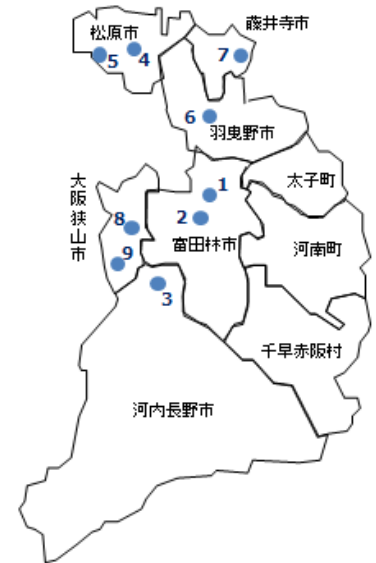 藤井寺市
松原市
5
4
7
6
羽曳野市
太子町
大阪狭山市
1
2
8
富田林市
河南町
9
3
千早赤阪村
河内長野市